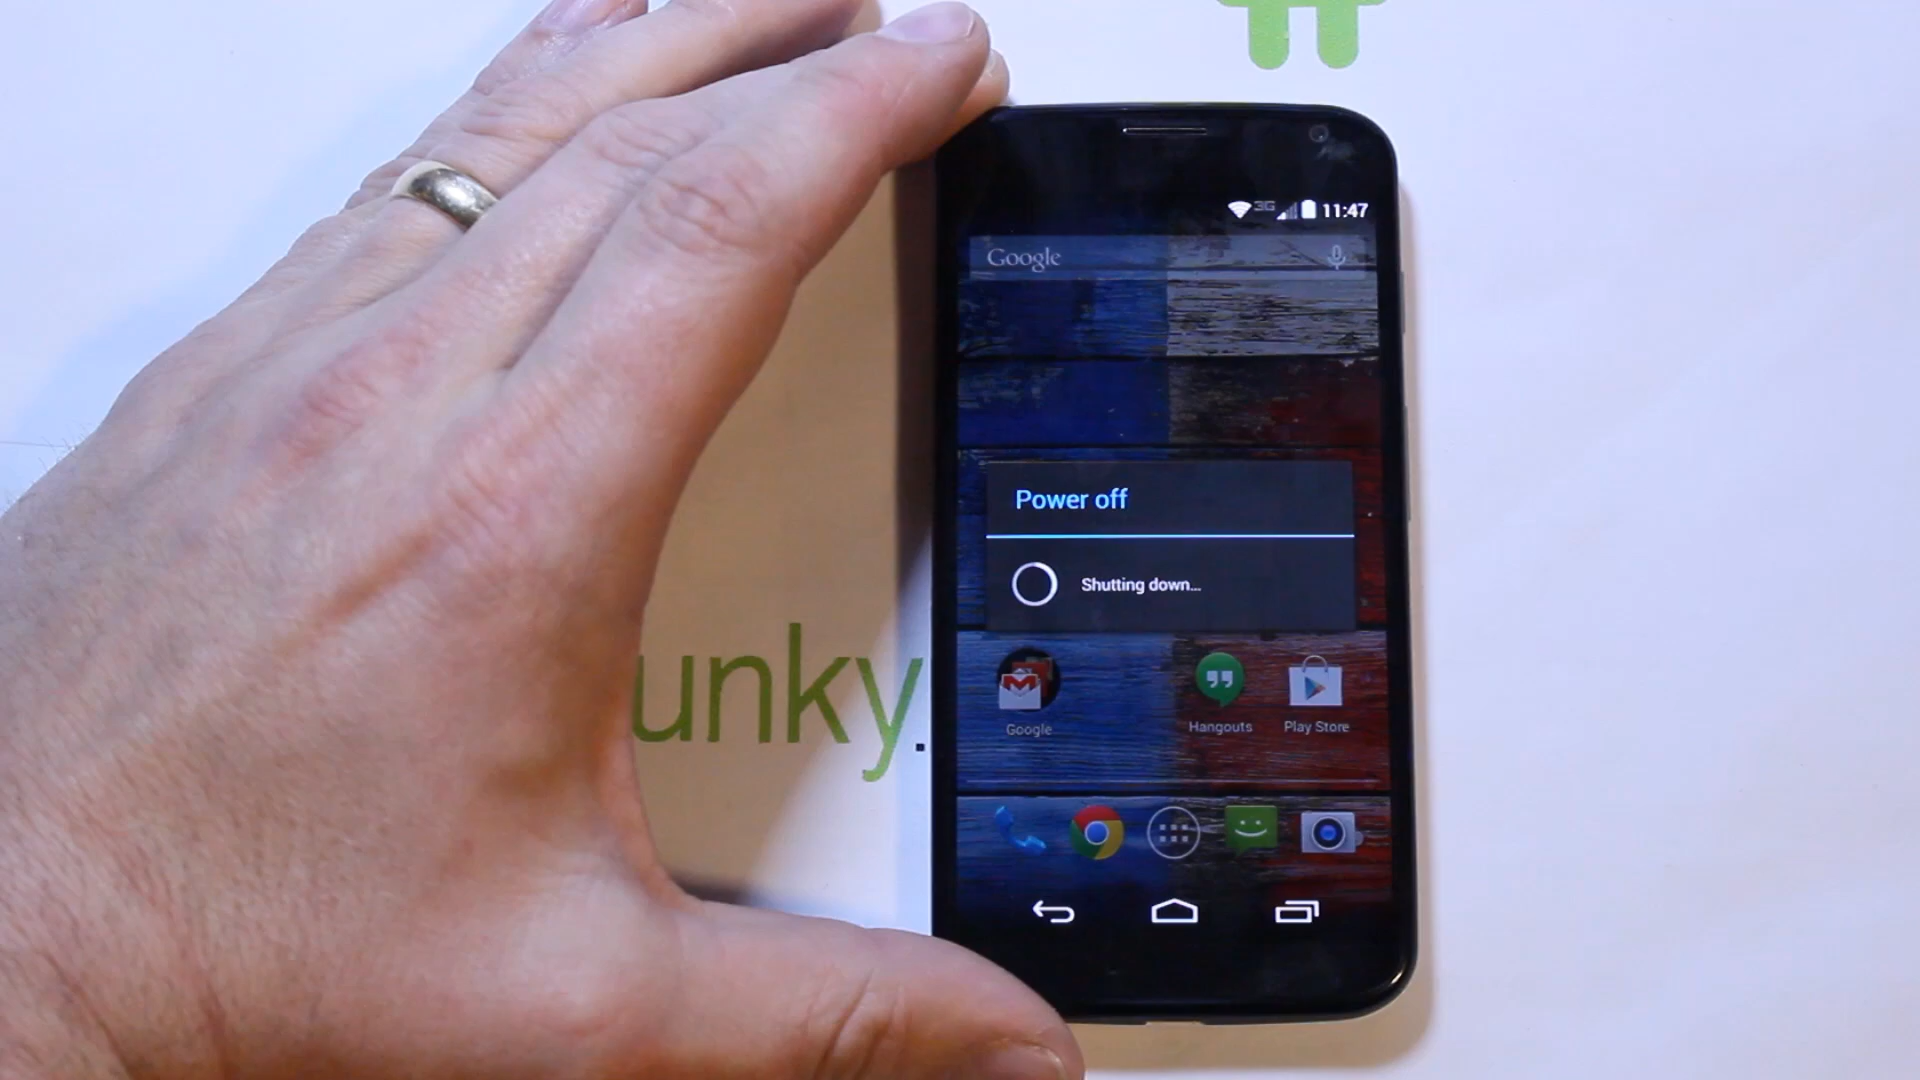 3G 11:47
Google
Power off
Shutting down...
unky.
Google Hangouts Play Store